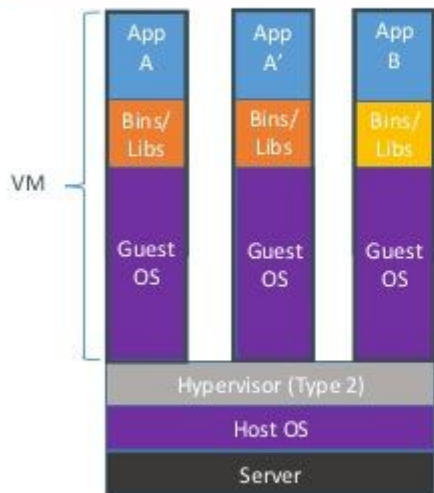 App
A
App
A'
App
B
Bins/
Libs
Bins/
Libs
Bins/
Libs
VM
Guest
OS
Guest
OS
Guest
OS
Hypervisor (Type 2)
Host OS
Server